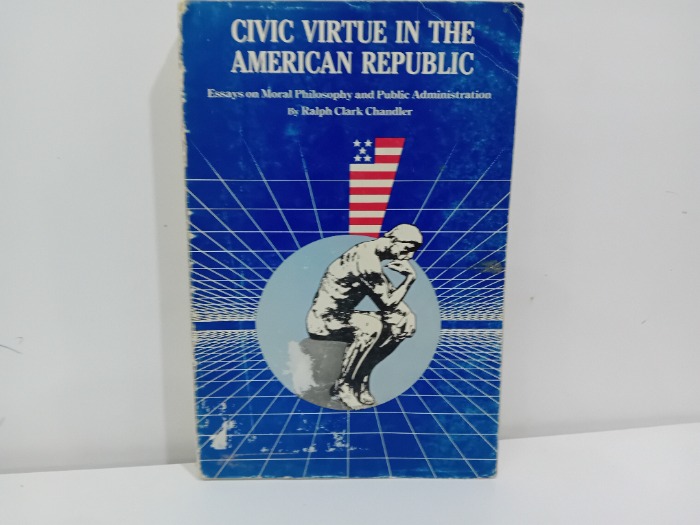 CIVIC VIRTUE IN THE
AMERICAN REPUBLIC
Essays on Moral Philosophy and Public Administration
By Ralph Clark Chandler